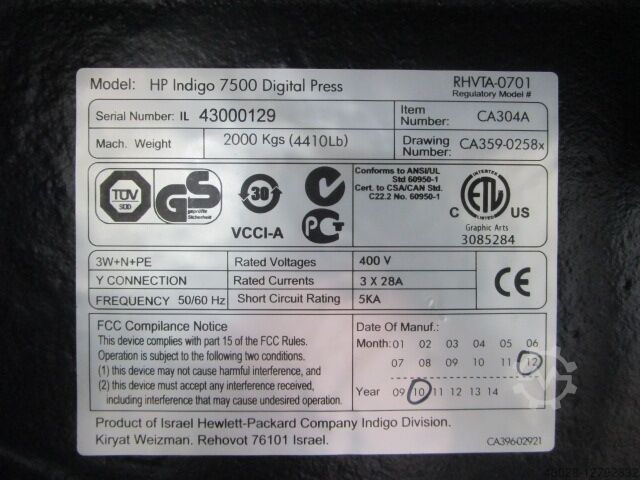 Model: HP Indigo 7500 Digital Press
RHVTA-0701
Regulatory Model #
Serial Number: IL 43000129
Item Number: CA304A
Mach. Weight 2000 Kgs (4410Lb)
Drawing Number: CA359-0258x
TÜV
GS
geprüfte Sicherheit
30
VCCI-A
Conforms to ANSI/UL
Std 60950-1
Cert. to CSA/CAN Std.
C22.2 No. 60950-1
C ETL US
Graphic Arts
3085284
3W+N+PE Rated Voltages 400 V
Y CONNECTION Rated Currents 3 X 28A
FREQUENCY 50/60 Hz Short Circuit Rating 5KA
CE
FCC Compliance Notice
This device complies with part 15 of the FCC Rules.
Operation is subject to the following two conditions.
(1) this device may not cause harmful interference, and
(2) this device must accept any interference received,
including interference that may cause undesired operation.
Date Of Manuf.:
Month: 01 02 03 04 05 06
07 08 09 10 11 12
Year 09 10 11 12 13 14
Product of Israel Hewlett-Packard Company Indigo Division.
Kiryat Weizman. Rehovot 76101 Israel.
CA396-02921